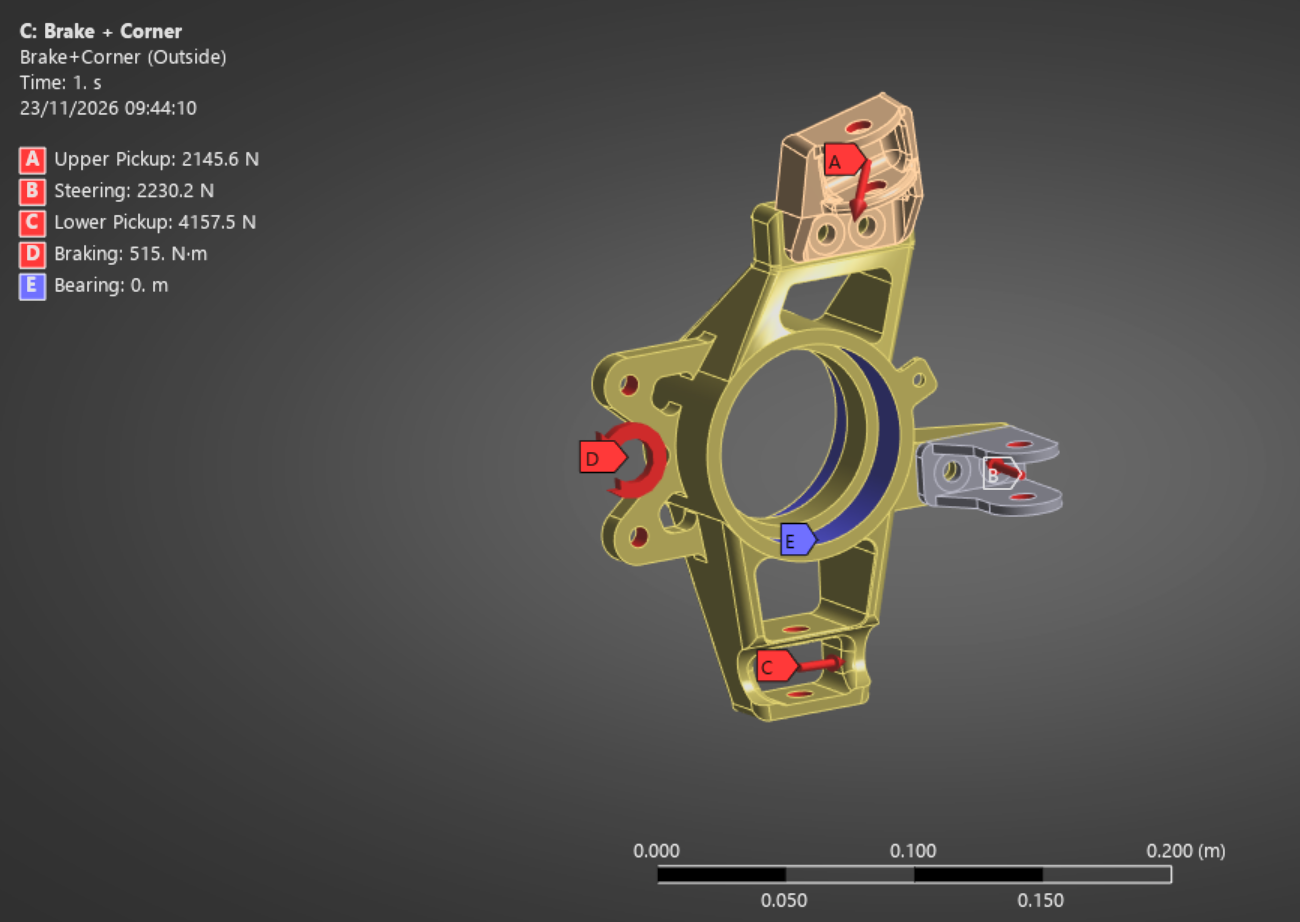 C: Brake + Corner
Brake+Corner (Outside)
Time: 1. s
23/11/2026 09:44:10
A Upper Pickup: 2145.6 N
B Steering: 2230.2 N
C Lower Pickup: 4157.5 N
D Braking: 515. N·m
E Bearing: 0. m
A
D
B
E
C
0.000 0.100 0.200 (m)
0.050 0.150